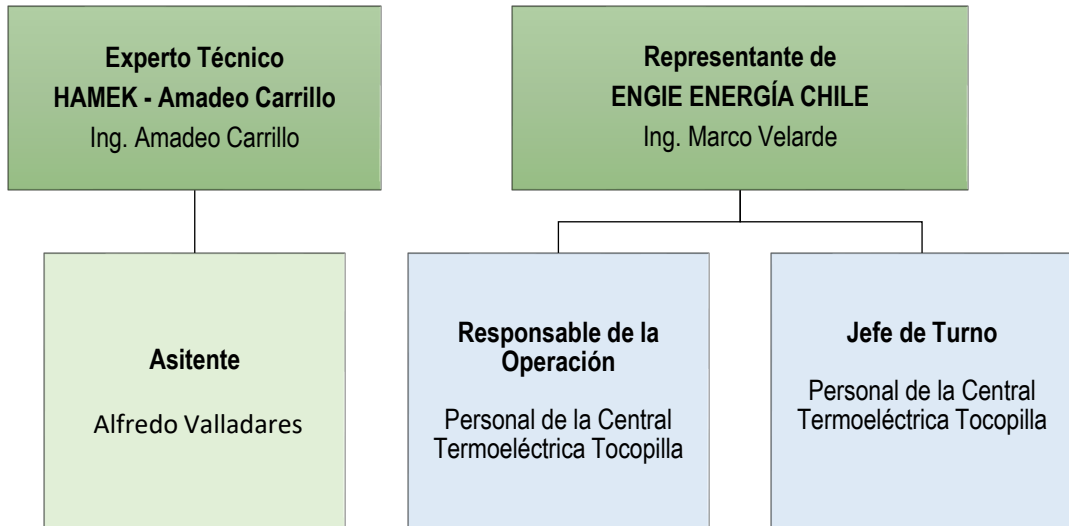 Experto Técnico
HAMEK - Amadeo Carrillo
Ing. Amadeo Carrillo
Representante de
ENGIE ENERGÍA CHILE
Ing. Marco Velarde
Asitente
Alfredo Valladares
Responsable de la
Operación
Personal de la Central
Termoeléctrica Tocopilla
Jefe de Turno
Personal de la Central
Termoeléctrica Tocopilla